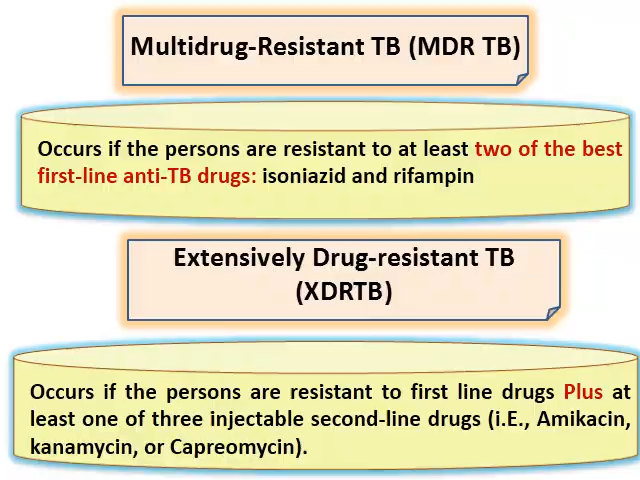 Multidrug-Resistant TB (MDR TB)
Occurs if the persons are resistant to at least two of the best
first-line anti-TB drugs: isoniazid and rifampin
Extensively Drug-resistant TB
(XDRTB)
Occurs if the persons are resistant to first line drugs Plus at
least one of three injectable second-line drugs (i.E., Amikacin,
kanamycin, or Capreomycin).